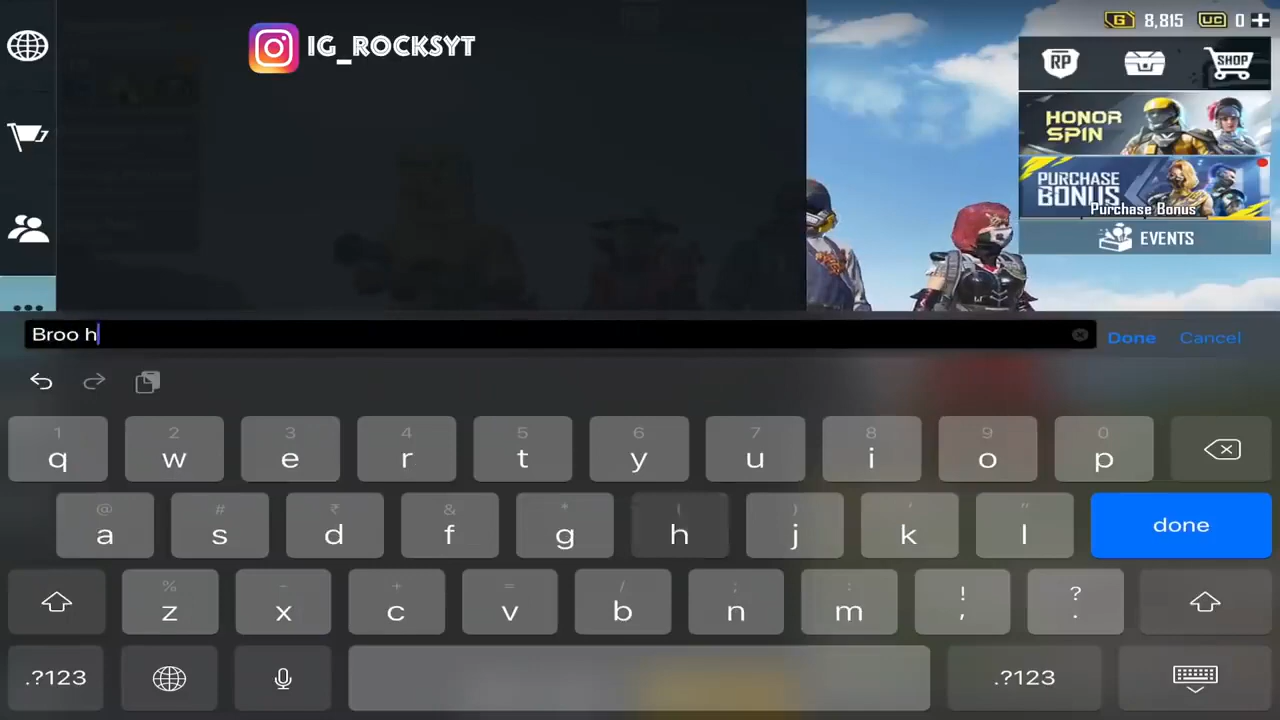 IG_ROCKSYT
G 8,815 UC 0
RP
SHOP
HONOR
SPIN
PURCHASE
BONUS
Purchase Bonus
EVENTS
Broo h
Done Cancel
1 2 3 4 5 6 7 8 9 0
q w e r t y u i o p
@ # ₹ & * ( ) ' "
a s d f g h j k l done
% - + = / ; : ! ?
z x c v b n m , .
.?123 .?123